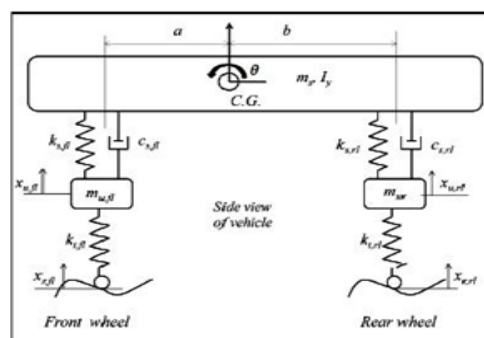 a b
θ
m_s, I_y
C.G.
k_s,fl c_s,fl k_s,rl c_s,rl
x_u,fl m_u,fl m_ur x_u,rl
Side view
of vehicle
k_t,fl k_t,rl
x_r,fl x_r,rl
Front wheel Rear wheel